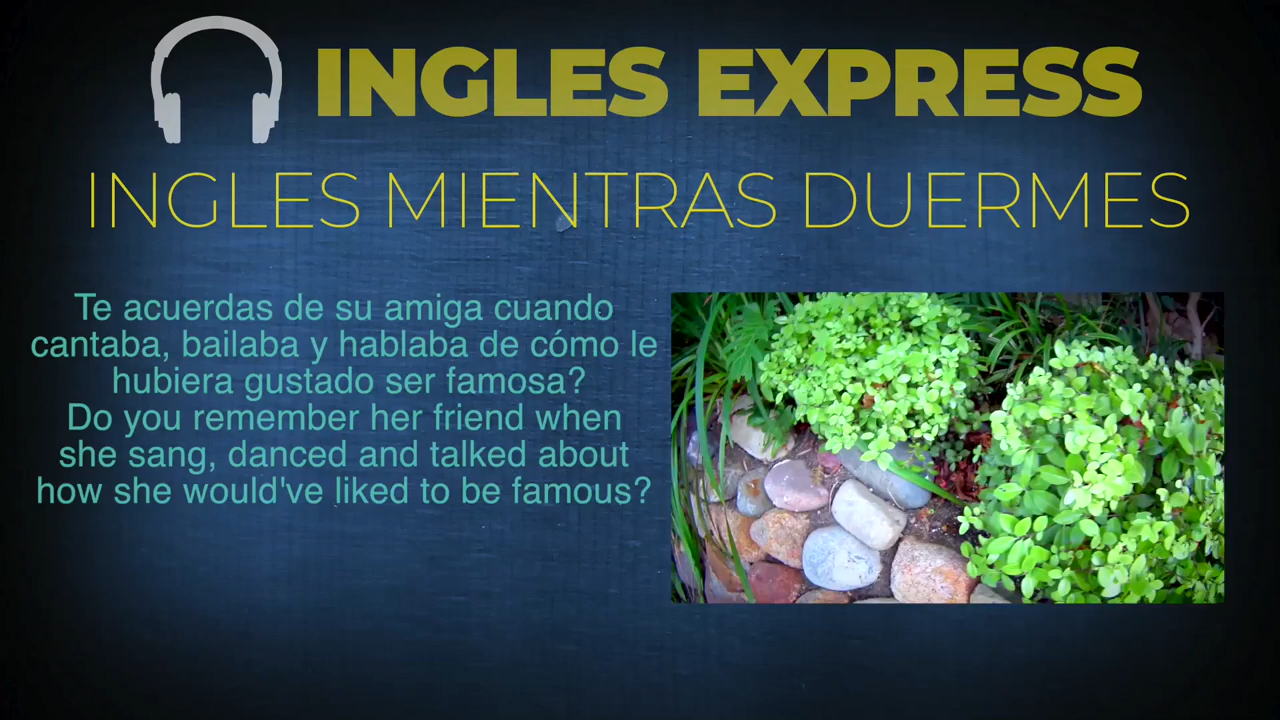 INGLES EXPRESS
INGLES MIENTRAS DUERMES
Te acuerdas de su amiga cuando
cantaba, bailaba y hablaba de cómo le
hubiera gustado ser famosa?
Do you remember her friend when
she sang, danced and talked about
how she would've liked to be famous?